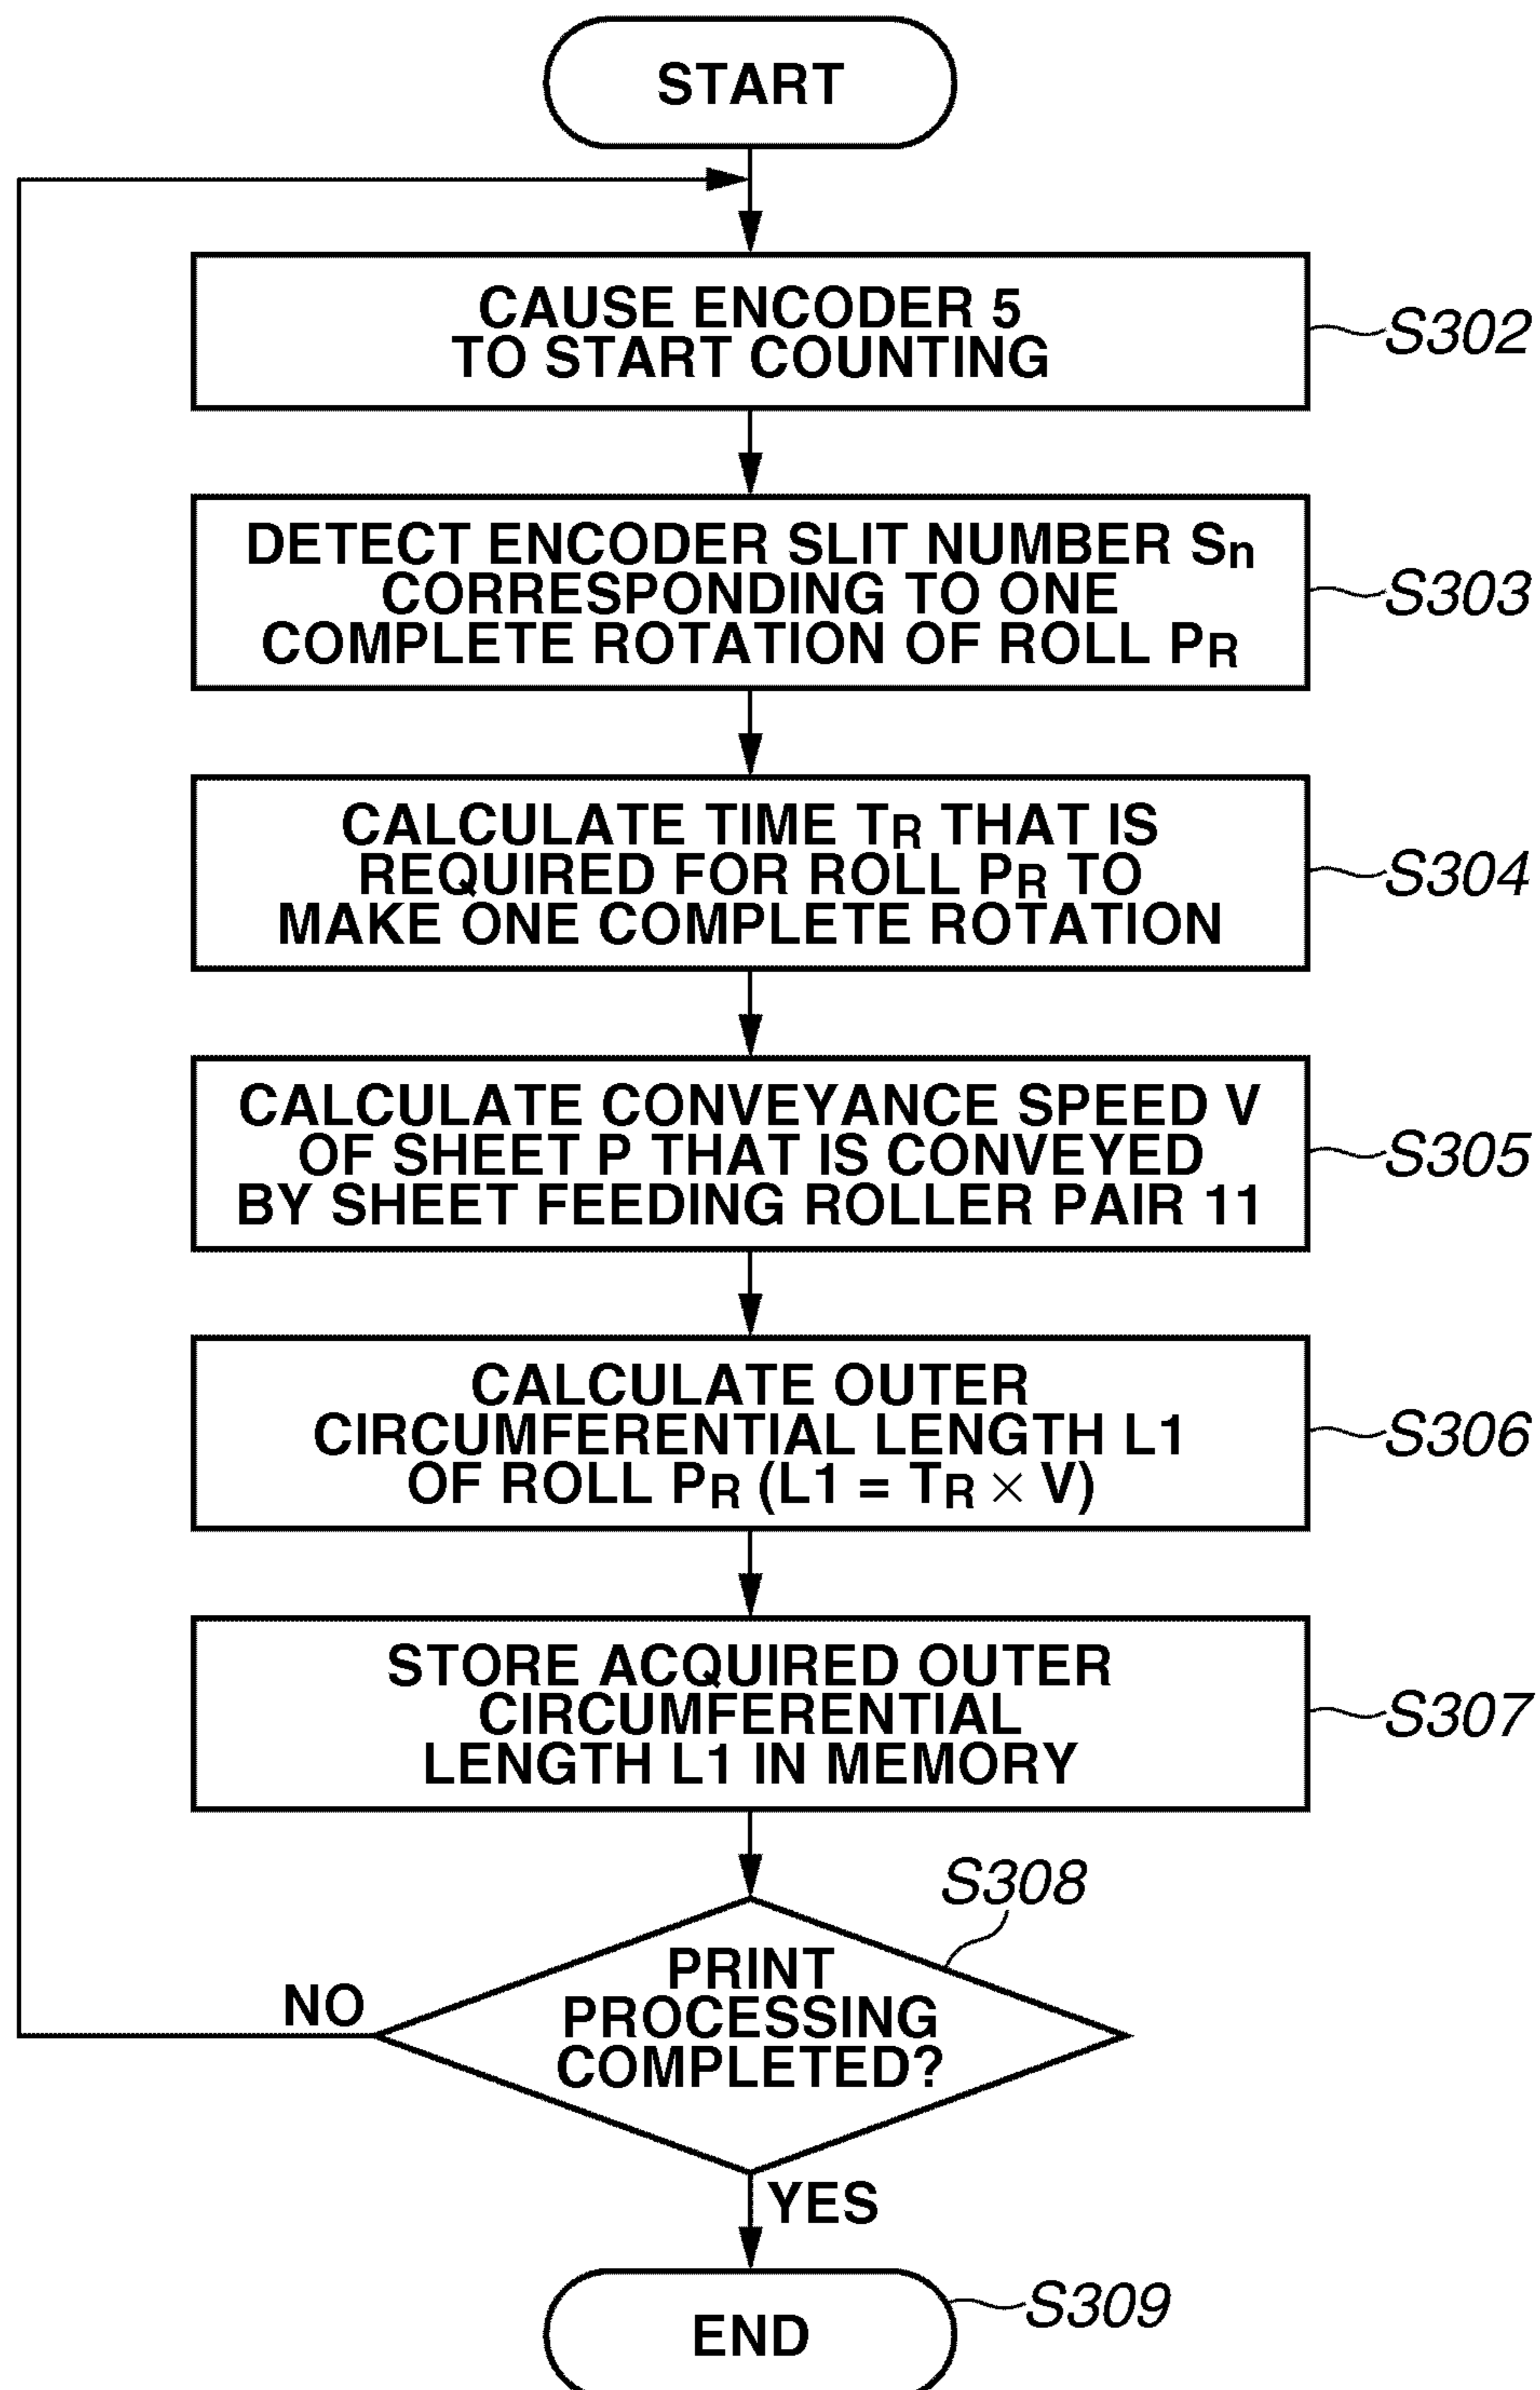 START
CAUSE ENCODER 5
TO START COUNTING
S302
DETECT ENCODER SLIT NUMBER Sn
CORRESPONDING TO ONE
COMPLETE ROTATION OF ROLL PR
S303
CALCULATE TIME TR THAT IS
REQUIRED FOR ROLL PR TO
MAKE ONE COMPLETE ROTATION
S304
CALCULATE CONVEYANCE SPEED V
OF SHEET P THAT IS CONVEYED
BY SHEET FEEDING ROLLER PAIR 11
S305
CALCULATE OUTER
CIRCUMFERENTIAL LENGTH L1
OF ROLL PR (L1 = TR × V)
S306
STORE ACQUIRED OUTER
CIRCUMFERENTIAL
LENGTH L1 IN MEMORY
S307
S308
PRINT
PROCESSING
COMPLETED?
NO
YES
END
S309